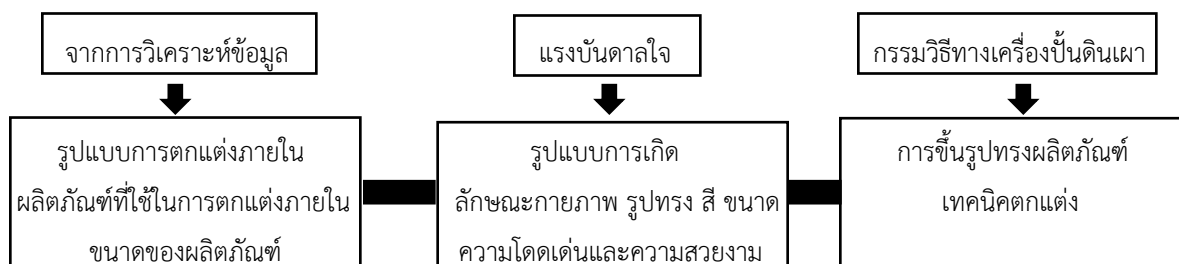 จากการวิเคราะห์ข้อมูล
แรงบันดาลใจ
กรรมวิธีทางเครื่องปั้นดินเผา
รูปแบบการตกแต่งภายใน
ผลิตภัณฑ์ที่ใช้ในการตกแต่งภายใน
ขนาดของผลิตภัณฑ์
รูปแบบการเกิด
ลักษณะกายภาพ รูปทรง สี ขนาด
ความโดดเด่นและความสวยงาม
การขึ้นรูปทรงผลิตภัณฑ์
เทคนิคตกแต่ง